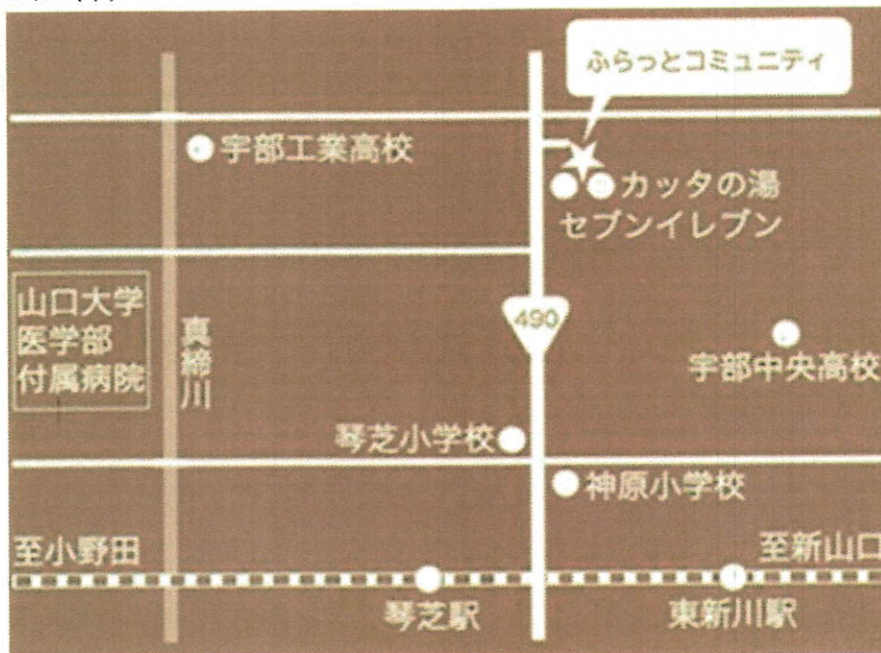 ふらっとコミュニティ
宇部工業高校
カッタの湯
セブンイレブン
山口大学
医学部
付属病院
真締川
490
宇部中央高校
琴芝小学校
神原小学校
至小野田
至新山口
琴芝駅
東新川駅